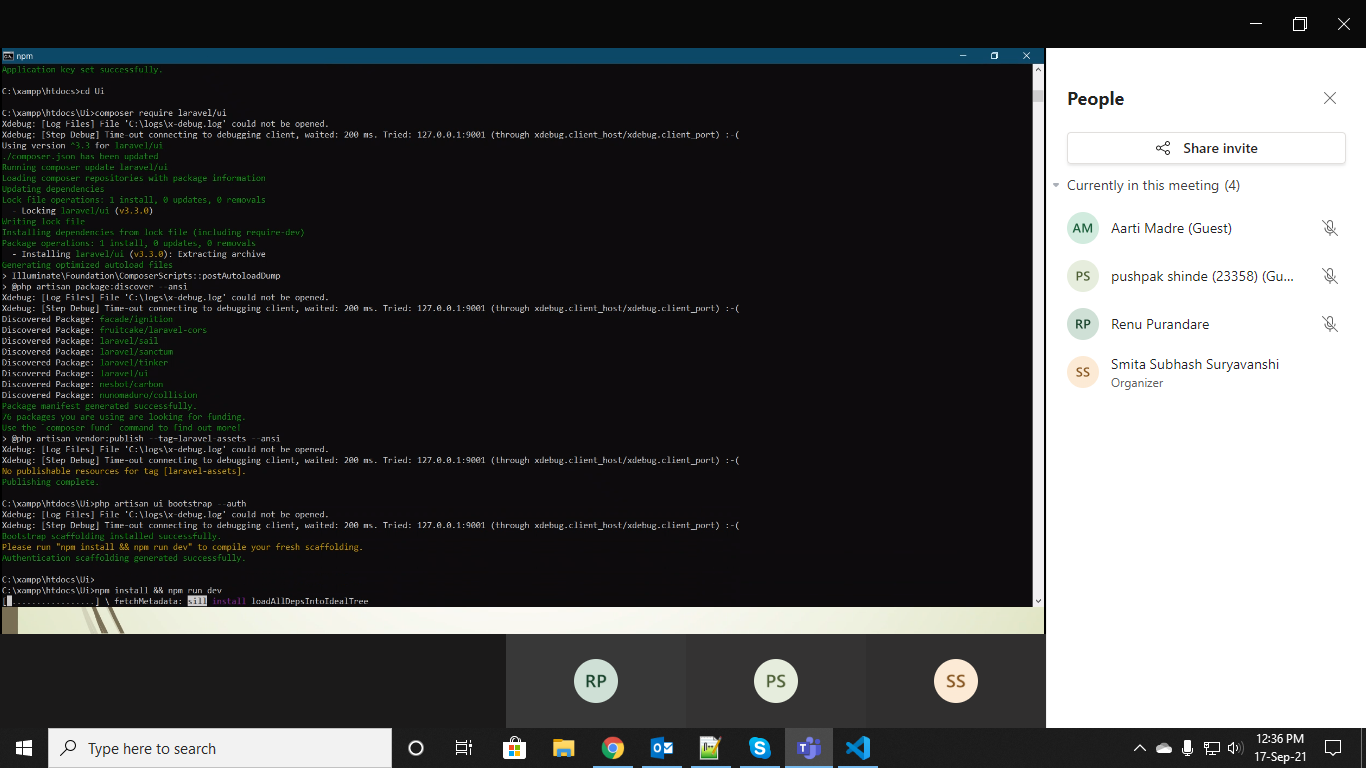 npm
Application key set successfully.
C:\xampp\htdocs>cd Ui
C:\xampp\htdocs\Ui>composer require laravel/ui
Xdebug: [Log Files] File 'C:\logs\x-debug.log' could not be opened.
Xdebug: [Step Debug] Time-out connecting to debugging client, waited: 200 ms. Tried: 127.0.0.1:9001 (through xdebug.client_host/xdebug.client_port) :-(
Using version ^3.3 for laravel/ui
./composer.json has been updated
Running composer update laravel/ui
Loading composer repositories with package information
Updating dependencies
Lock file operations: 1 install, 0 updates, 0 removals
- Locking laravel/ui (v3.3.0)
Writing lock file
Installing dependencies from lock file (including require-dev)
Package operations: 1 install, 0 updates, 0 removals
- Installing laravel/ui (v3.3.0): Extracting archive
Generating optimized autoload files
> Illuminate\Foundation\ComposerScripts::postAutoloadDump
> @php artisan package:discover --ansi
Xdebug: [Log Files] File 'C:\logs\x-debug.log' could not be opened.
Xdebug: [Step Debug] Time-out connecting to debugging client, waited: 200 ms. Tried: 127.0.0.1:9001 (through xdebug.client_host/xdebug.client_port) :-(
Discovered Package: facade/ignition
Discovered Package: fruitcake/laravel-cors
Discovered Package: laravel/sail
Discovered Package: laravel/sanctum
Discovered Package: laravel/tinker
Discovered Package: laravel/ui
Discovered Package: nesbot/carbon
Discovered Package: nunomaduro/collision
Package manifest generated successfully.
76 packages you are using are looking for funding.
Use the `composer fund` command to find out more!
> @php artisan vendor:publish --tag=laravel-assets --ansi
Xdebug: [Log Files] File 'C:\logs\x-debug.log' could not be opened.
Xdebug: [Step Debug] Time-out connecting to debugging client, waited: 200 ms. Tried: 127.0.0.1:9001 (through xdebug.client_host/xdebug.client_port) :-(
No publishable resources for tag [laravel-assets].
Publishing complete.
C:\xampp\htdocs\Ui>php artisan ui bootstrap --auth
Xdebug: [Log Files] File 'C:\logs\x-debug.log' could not be opened.
Xdebug: [Step Debug] Time-out connecting to debugging client, waited: 200 ms. Tried: 127.0.0.1:9001 (through xdebug.client_host/xdebug.client_port) :-(
Bootstrap scaffolding installed successfully.
Please run "npm install && npm run dev" to compile your fresh scaffolding.
Authentication scaffolding generated successfully.
C:\xampp\htdocs\Ui>
C:\xampp\htdocs\Ui>npm install && npm run dev
[ ................] \ fetchMetadata: sill install loadAllDepsIntoIdealTree
People
Share invite
Currently in this meeting (4)
AM Aarti Madre (Guest)
PS pushpak shinde (23358) (Gu...
RP Renu Purandare
SS Smita Subhash Suryavanshi
Organizer
RP PS SS
Type here to search
12:36 PM
17-Sep-21